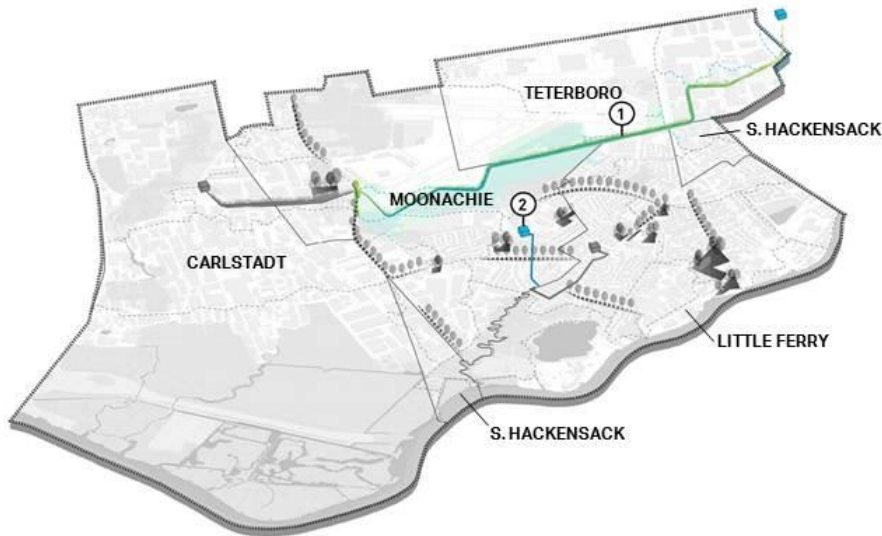 TETERBORO
1
S. HACKENSACK
MOONACHIE
2
CARLSTADT
LITTLE FERRY
S. HACKENSACK